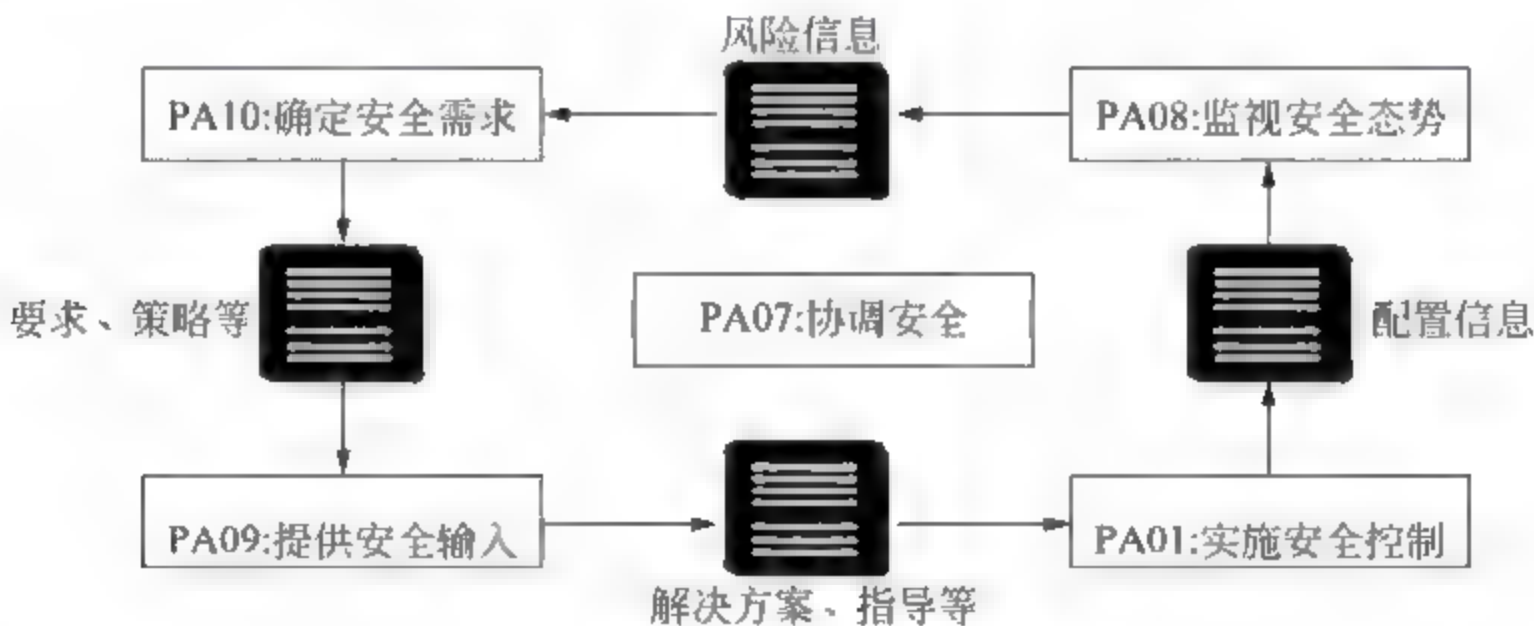 风险信息
PA10:确定安全需求
PA08:监视安全态势
要求、策略等
PA07:协调安全
配置信息
PA09:提供安全输入
PA01:实施安全控制
解决方案、指导等